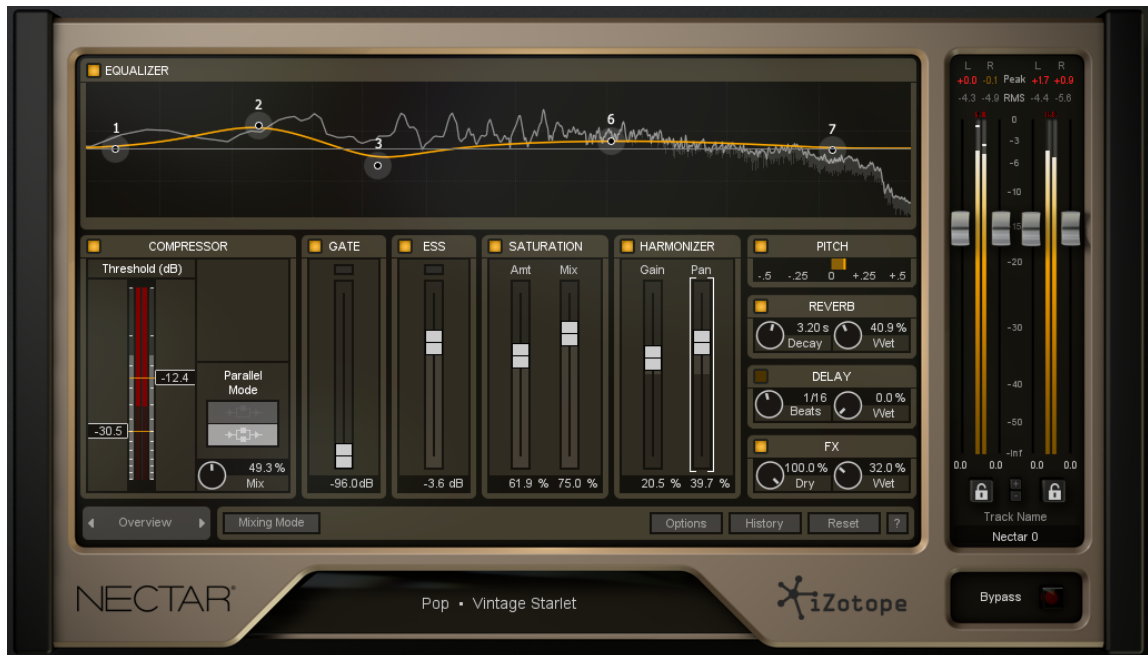 EQUALIZER
1
2
3
6
7
COMPRESSOR
Threshold (dB)
-12.4
-30.5
Parallel
Mode
49.3 %
Mix
GATE
-96.0dB
ESS
-3.6 dB
SATURATION
Amt Mix
61.9 % 75.0 %
HARMONIZER
Gain Pan
20.5 % 39.7 %
PITCH
-.5 -.25 0 +.25 +.5
REVERB
3.20 s 40.9 %
Decay Wet
DELAY
1/16 0.0 %
Beats Wet
FX
100.0 % 32.0 %
Dry Wet
Overview
Mixing Mode
Options
History
Reset
?
L R L R
+0.0 -0.1 Peak +1.7 +0.9
-4.3 -4.9 RMS -4.4 -5.6
0
-3
-6
-10
-15
-20
-30
-40
-50
-Inf
0.0 0.0 0.0 0.0
+
-
Track Name
Nectar 0
NECTAR®
Pop • Vintage Starlet
iZotope
Bypass